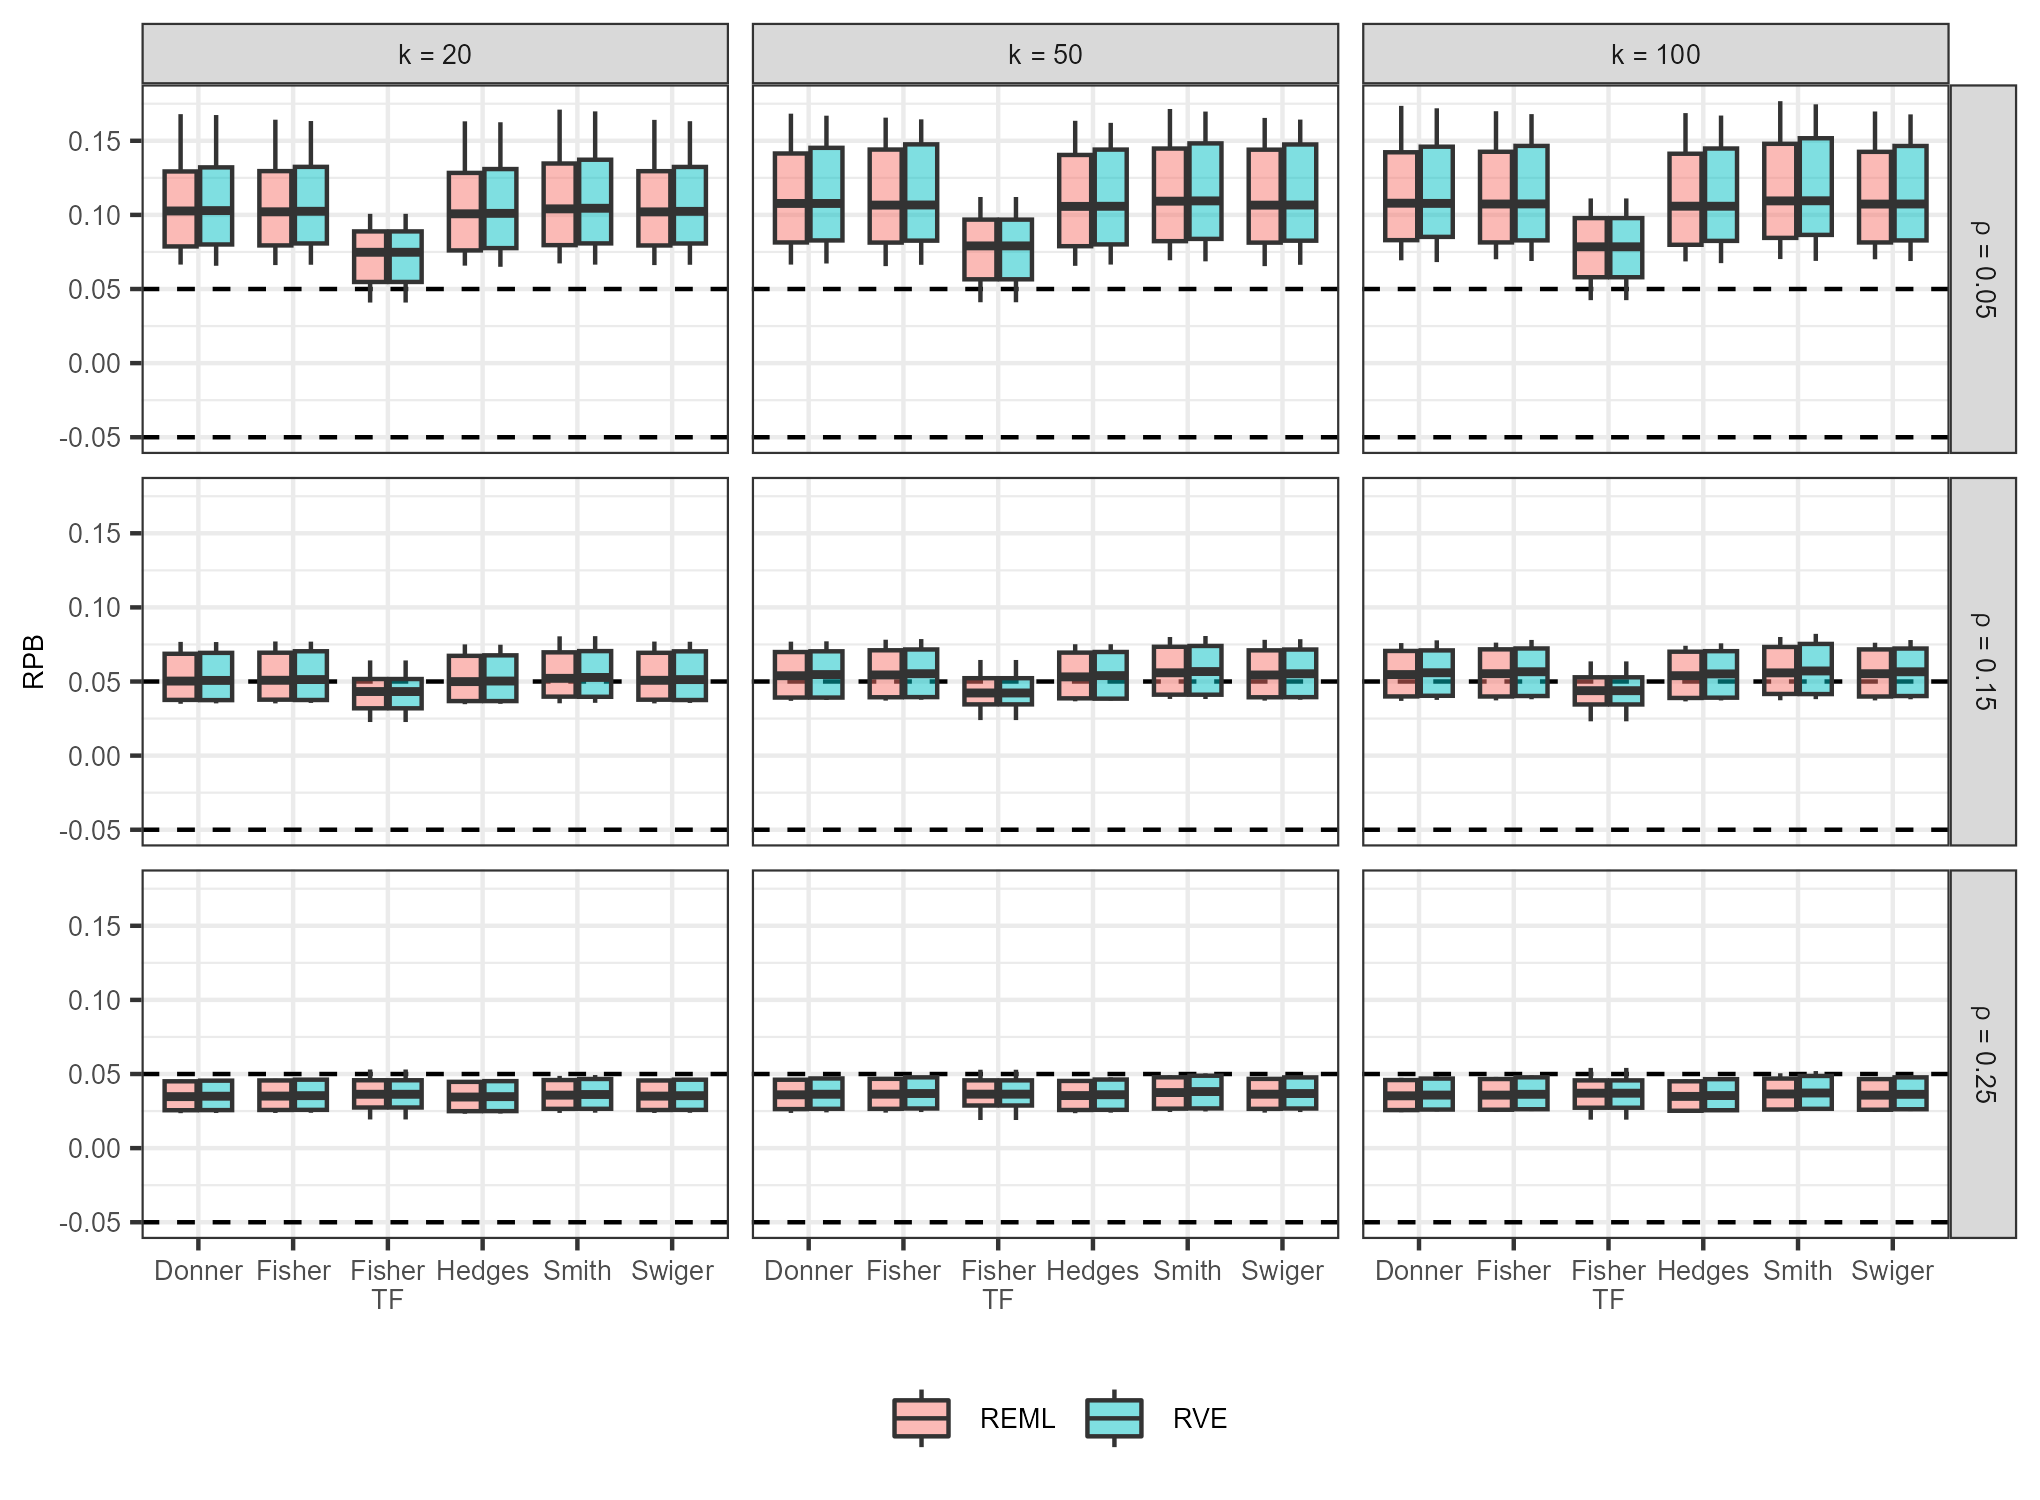 k = 20
k = 50
k = 100
0.15
0.10
0.05
0.00
-0.05
ρ = 0.05
0.15
0.10
0.05
0.00
-0.05
ρ = 0.15
RPB
0.15
0.10
0.05
0.00
-0.05
ρ = 0.25
Donner Fisher Fisher TF Hedges Smith Swiger
Donner Fisher Fisher TF Hedges Smith Swiger
Donner Fisher Fisher TF Hedges Smith Swiger
REML
RVE